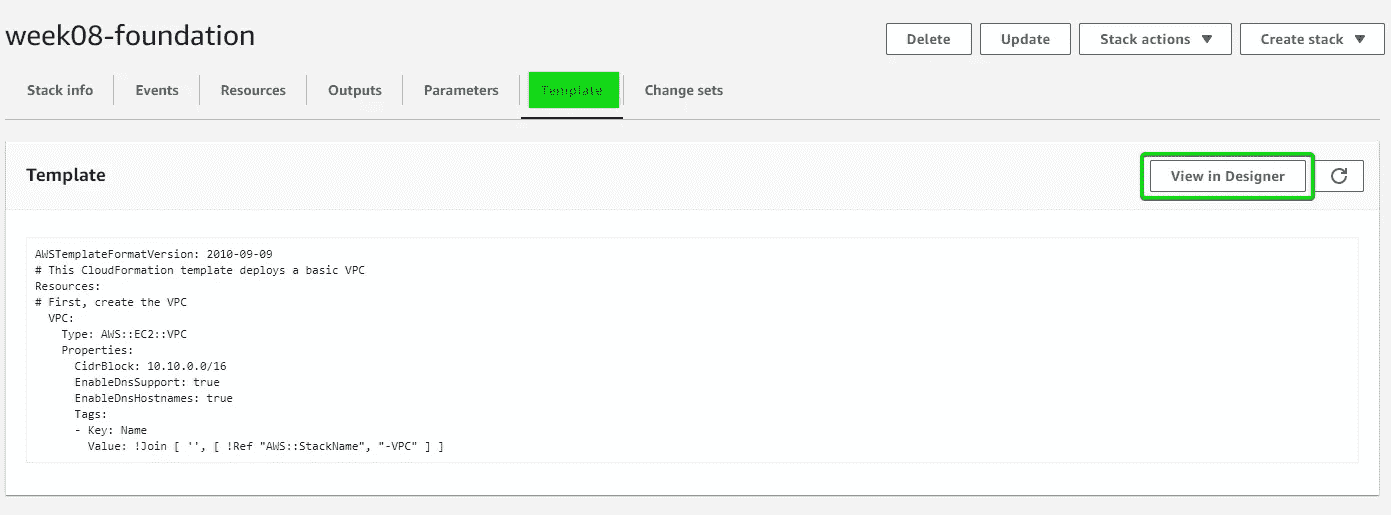 week08-foundation
Delete Update Stack actions Create stack
Stack info Events Resources Outputs Parameters Template Change sets
Template
View in Designer
AWSTemplateFormatVersion: 2010-09-09
# This CloudFormation template deploys a basic VPC
Resources:
# First, create the VPC
  VPC:
    Type: AWS::EC2::VPC
    Properties:
      CidrBlock: 10.10.0.0/16
      EnableDnsSupport: true
      EnableDnsHostnames: true
      Tags:
      - Key: Name
        Value: !Join [ '', [ !Ref "AWS::StackName", "-VPC" ] ]